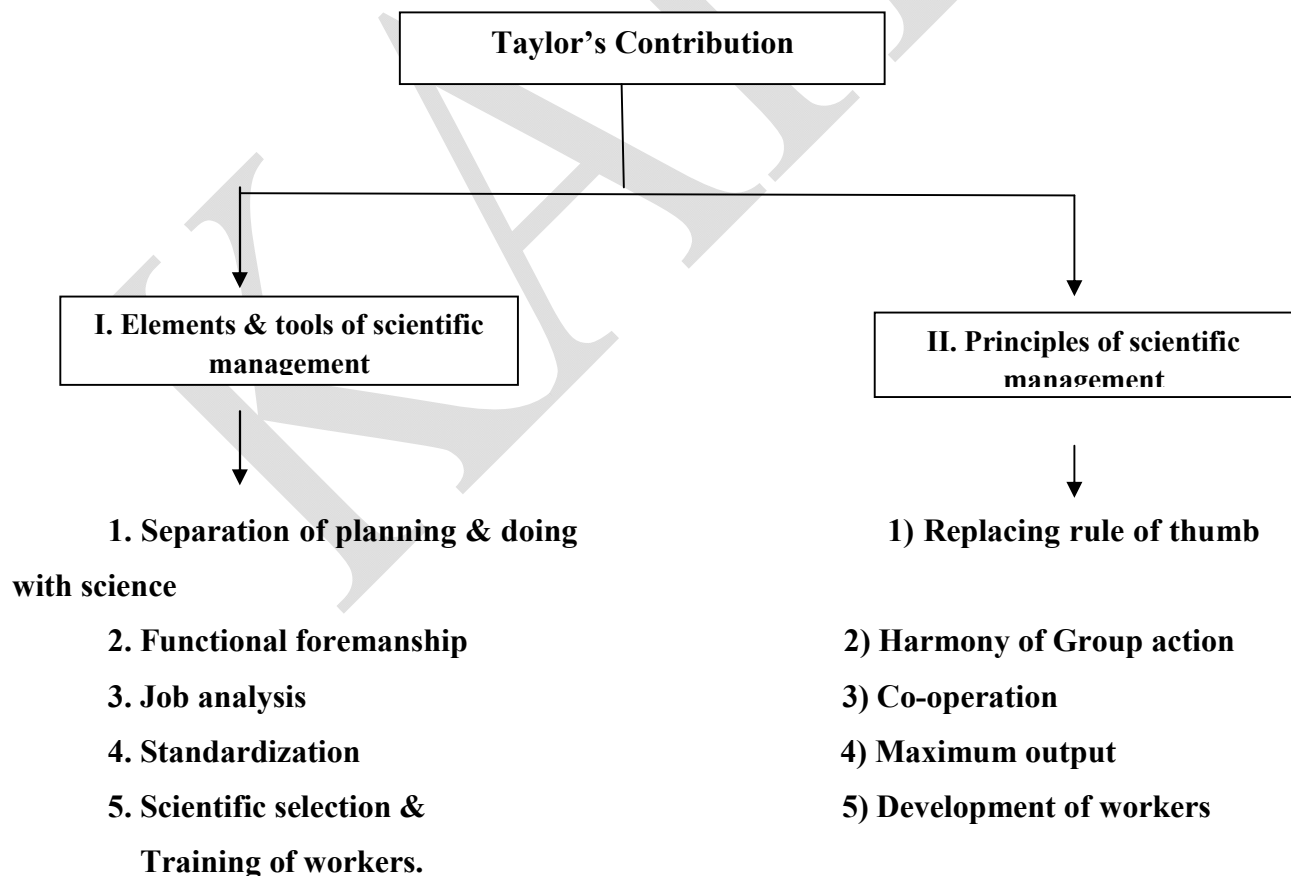 Taylor’s Contribution
I. Elements & tools of scientific
management
II. Principles of scientific
management
1. Separation of planning & doing 1) Replacing rule of thumb
with science
2. Functional foremanship 2) Harmony of Group action
3. Job analysis 3) Co-operation
4. Standardization 4) Maximum output
5. Scientific selection & 5) Development of workers
Training of workers.